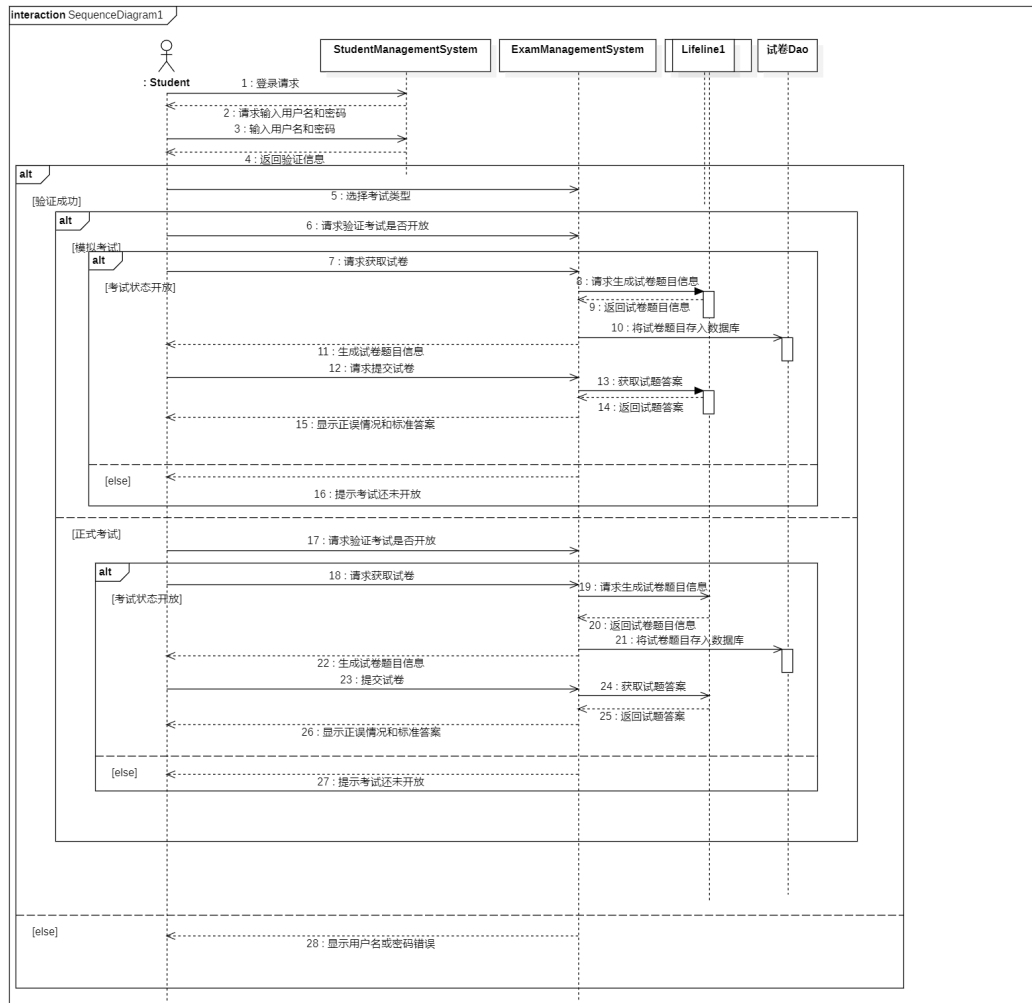 interaction SequenceDiagram1
: Student
StudentManagementSystem
ExamManagementSystem
Lifeline1
试卷Dao
1 : 登录请求
2 : 请求输入用户名和密码
3 : 输入用户名和密码
4 : 返回验证信息
alt
[验证成功]
5 : 选择考试类型
alt
[模拟考试]
6 : 请求验证考试是否开放
alt
[考试状态开放]
7 : 请求获取试卷
8 : 请求生成试卷题目信息
9 : 返回试卷题目信息
10 : 将试卷题目存入数据库
11 : 生成试卷题目信息
12 : 请求提交试卷
13 : 获取试题答案
14 : 返回试题答案
15 : 显示正误情况和标准答案
[else]
16 : 提示考试还未开放
[正式考试]
17 : 请求验证考试是否开放
alt
[考试状态开放]
18 : 请求获取试卷
19 : 请求生成试卷题目信息
20 : 返回试卷题目信息
21 : 将试卷题目存入数据库
22 : 生成试卷题目信息
23 : 提交试卷
24 : 获取试题答案
25 : 返回试题答案
26 : 显示正误情况和标准答案
[else]
27 : 提示考试还未开放
[else]
28 : 显示用户名或密码错误